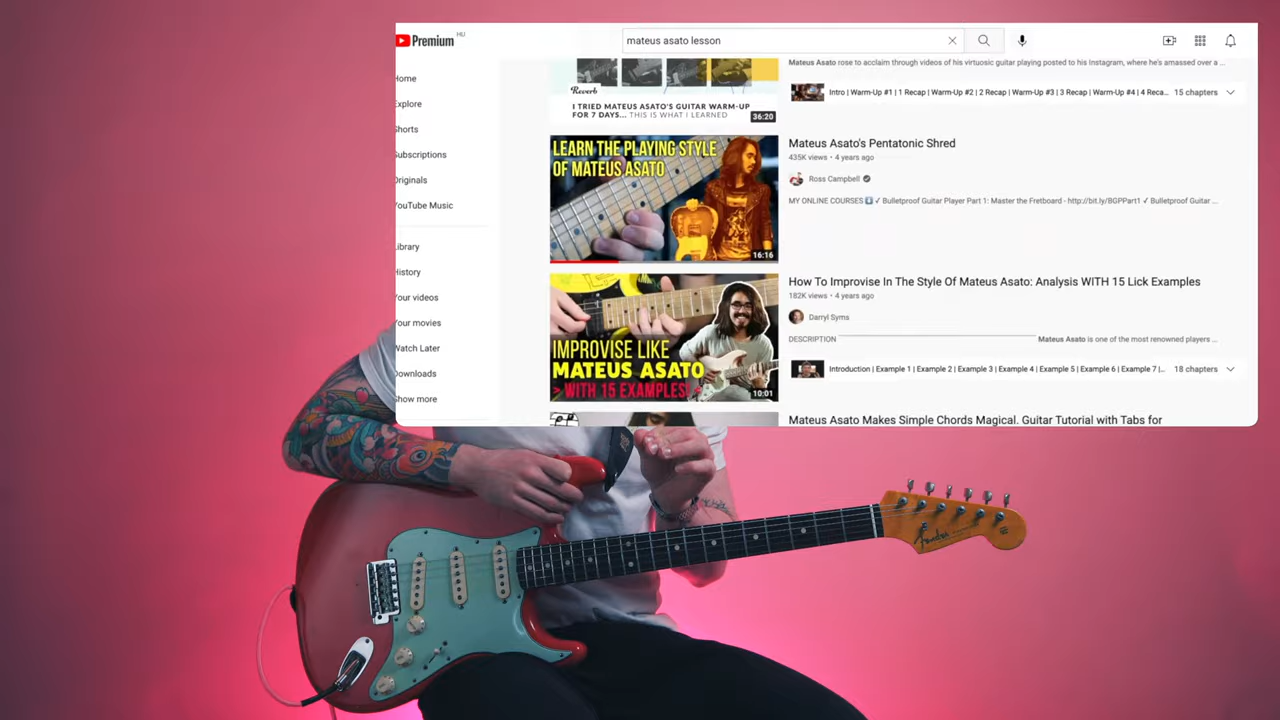 Premium HU
mateus asato lesson
Home
Explore
Shorts
Subscriptions
Originals
YouTube Music
Library
History
Your videos
Your movies
Watch Later
Downloads
Show more
Reverb
I TRIED MATEUS ASATO'S GUITAR WARM-UP
FOR 7 DAYS... THIS IS WHAT I LEARNED
36:20
Mateus Asato rose to acclaim through videos of his virtuosic guitar playing posted to his Instagram, where he's amassed over a ...
Intro | Warm-Up #1 | 1 Recap | Warm-Up #2 | 2 Recap | Warm-Up #3 | 3 Recap | Warm-Up #4 | 4 Reca... 15 chapters
LEARN THE PLAYING STYLE
OF MATEUS ASATO
16:16
Mateus Asato's Pentatonic Shred
435K views • 4 years ago
Ross Campbell
MY ONLINE COURSES ⬇️ ✓ Bulletproof Guitar Player Part 1: Master the Fretboard - http://bit.ly/BGPPart1 ✓ Bulletproof Guitar ...
IMPROVISE LIKE
MATEUS ASATO
> WITH 15 EXAMPLES! <
10:01
How To Improvise In The Style Of Mateus Asato: Analysis WITH 15 Lick Examples
182K views • 4 years ago
Darryl Syms
DESCRIPTION Mateus Asato is one of the most renowned players ...
Introduction | Example 1 | Example 2 | Example 3 | Example 4 | Example 5 | Example 6 | Example 7 |... 18 chapters
Mateus Asato Makes Simple Chords Magical. Guitar Tutorial with Tabs for
Fender